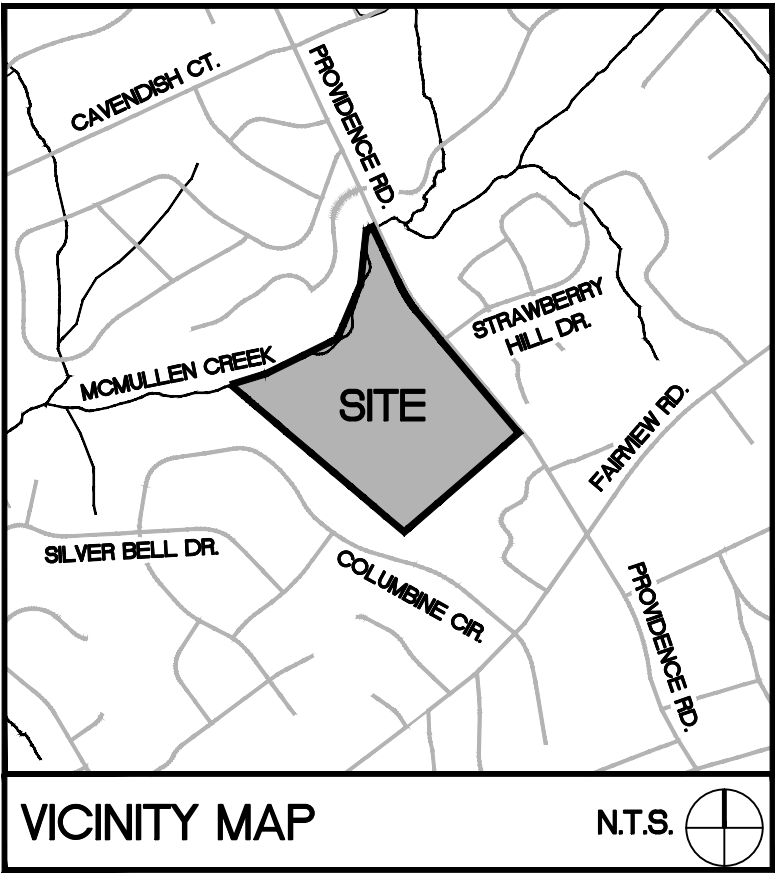 CAVENDISH CT.
PROVIDENCE RD.
STRAWBERRY
HILL DR.
MCMULLEN CREEK
SITE
FAIRVIEW RD.
SILVER BELL DR.
COLUMBINE CIR.
PROVIDENCE RD.
VICINITY MAP
N.T.S.